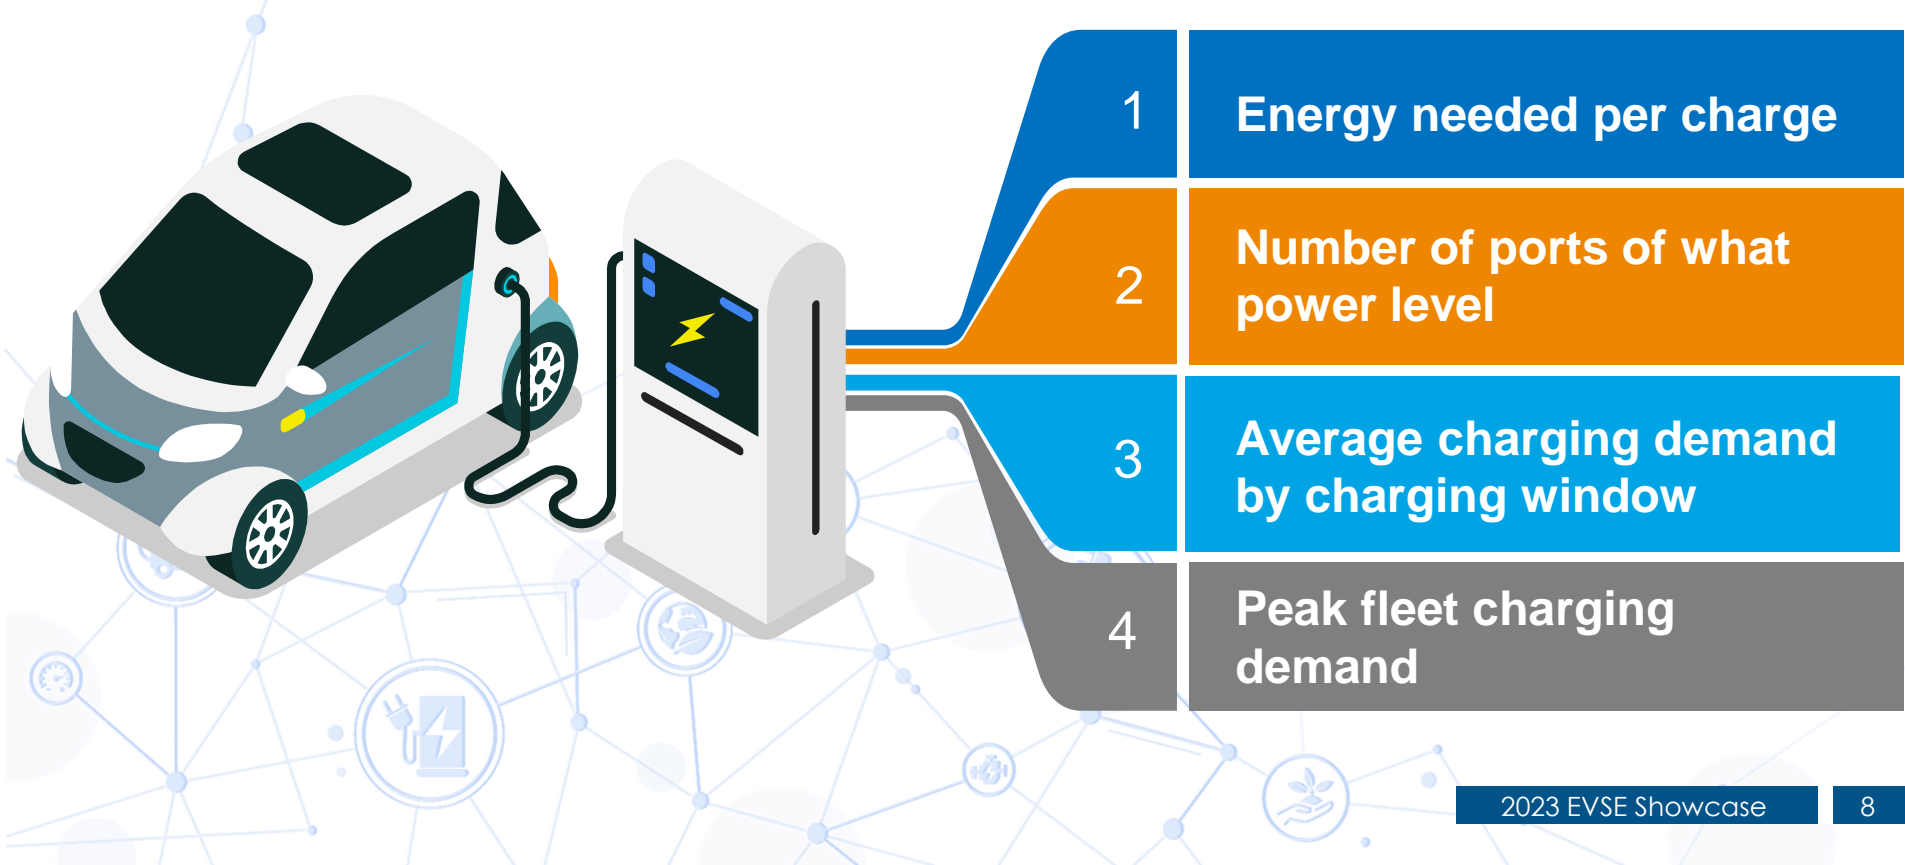 1
Energy needed per charge
2
Number of ports of what
power level
3
Average charging demand
by charging window
4
Peak fleet charging
demand
2023 EVSE Showcase
8